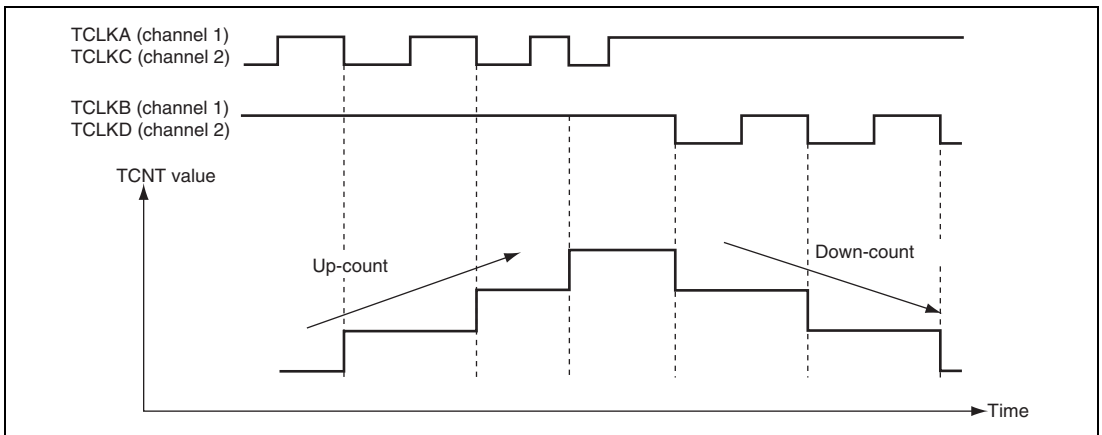 TCLKA (channel 1)
TCLKC (channel 2)
TCLKB (channel 1)
TCLKD (channel 2)
TCNT value
Up-count
Down-count
Time